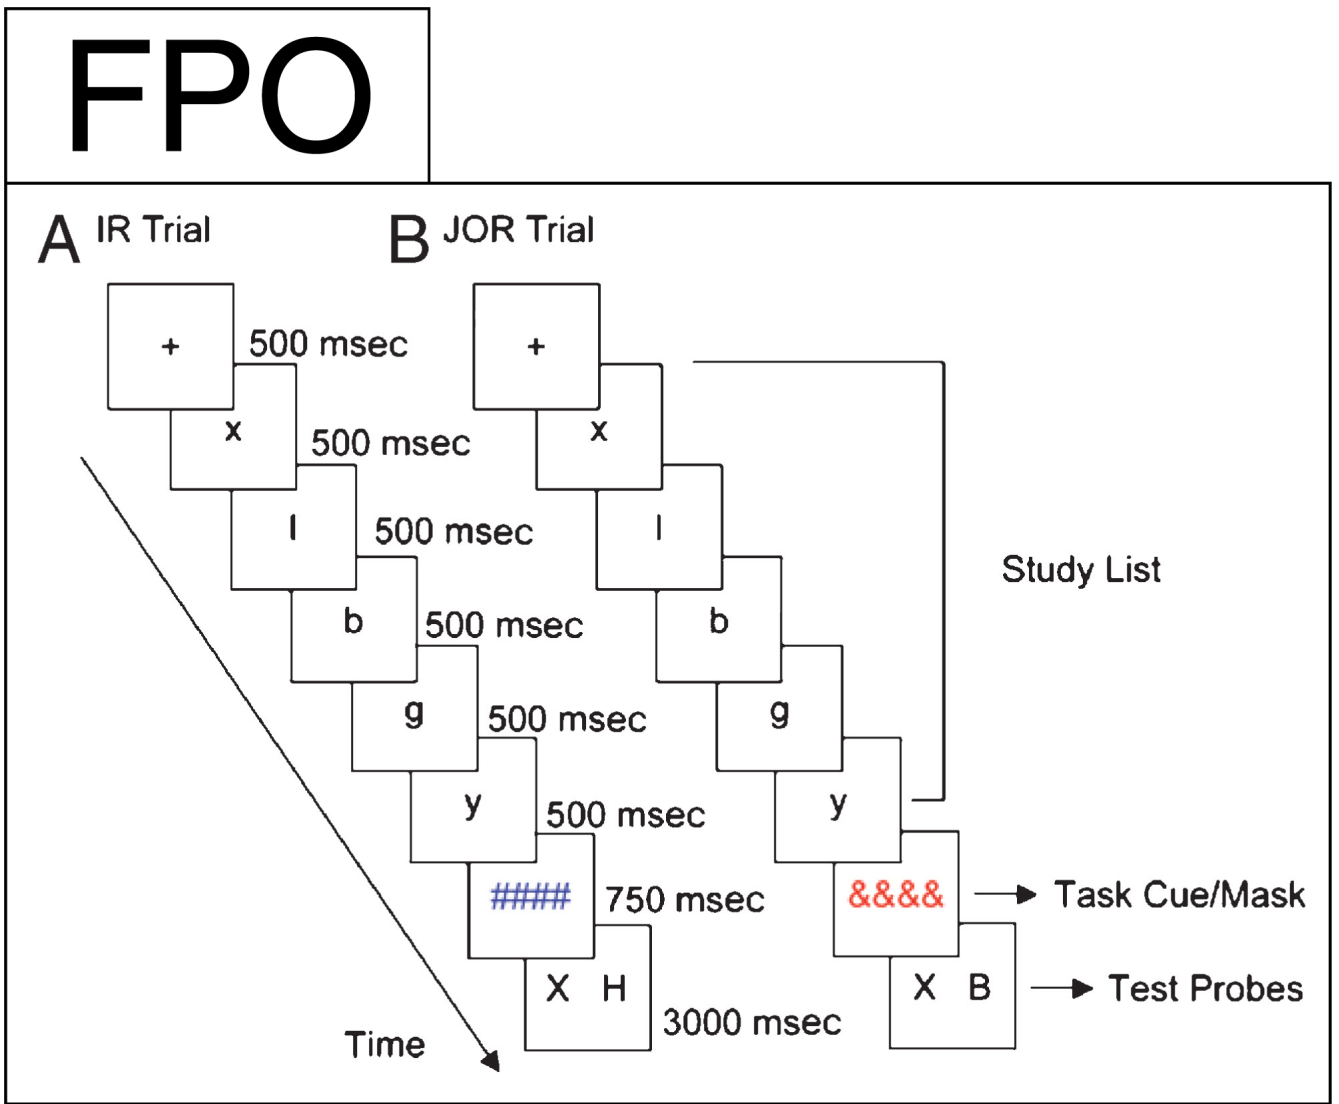 FPO
A IR Trial
B JOR Trial
+
500 msec
x
500 msec
l
500 msec
b
500 msec
g
500 msec
y
500 msec
####
750 msec
X H
3000 msec
Time
+
x
l
b
g
y
Study List
&&&&
Task Cue/Mask
X B
Test Probes